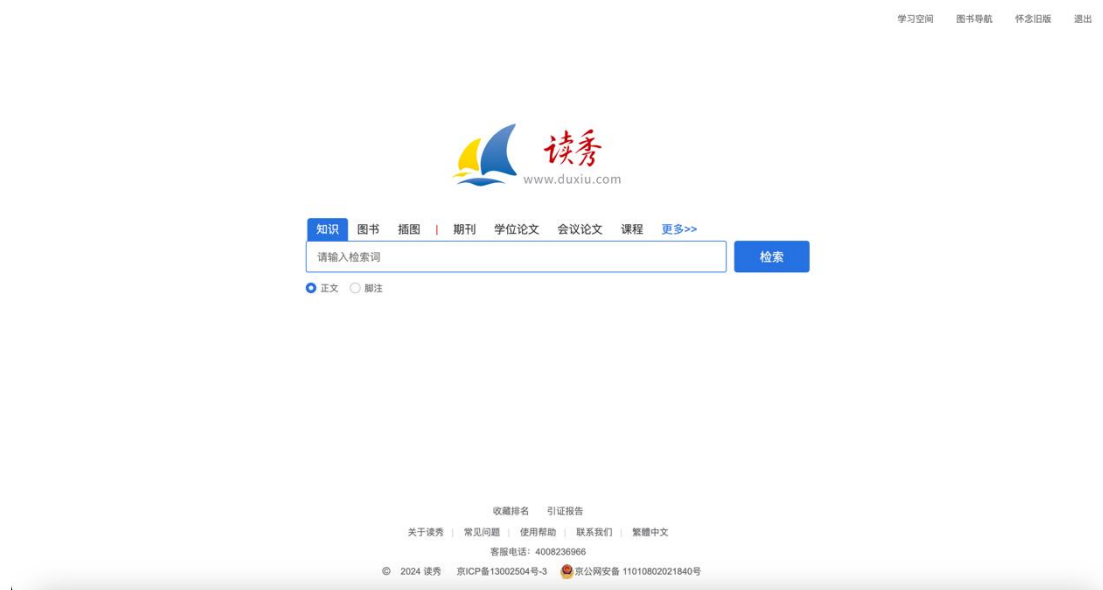 学习空间 图书导航 怀念旧版 退出
读秀
www.duxiu.com
知识 图书 插图 | 期刊 学位论文 会议论文 课程 更多>>
请输入检索词 检索
正文 脚注
收藏排名 引证报告
关于读秀 | 常见问题 | 使用帮助 | 联系我们 | 繁體中文
客服电话：4008236966
© 2024 读秀 京ICP备13002504号-3 京公网安备 11010802021840号